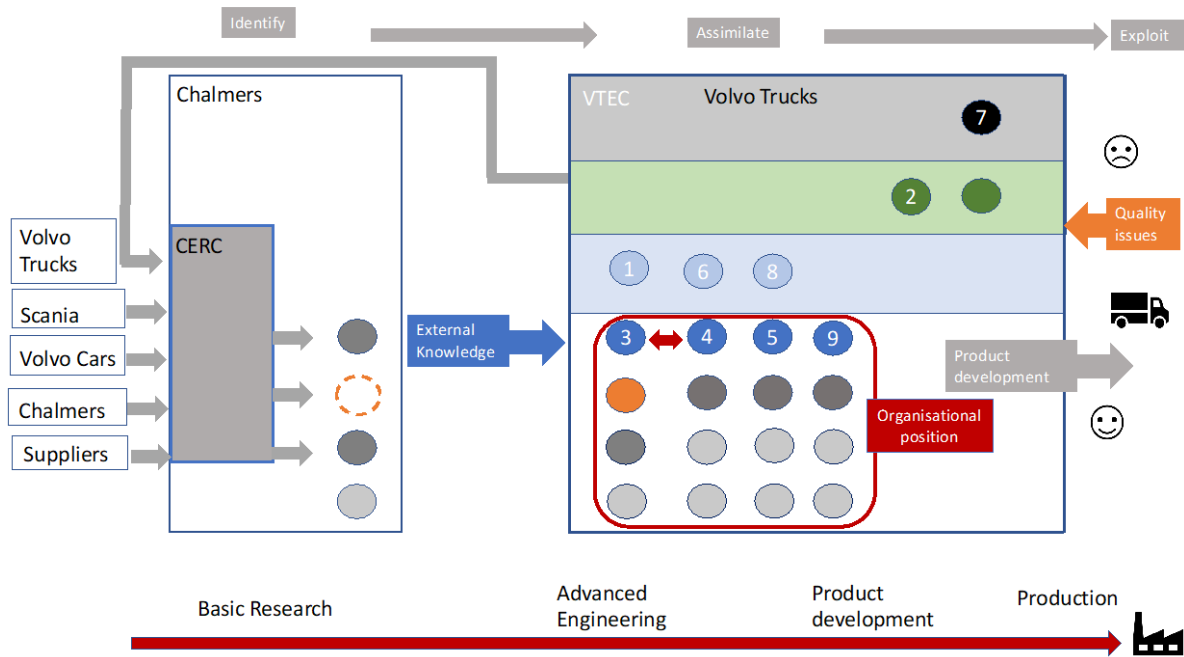 Identify
Assimilate
Exploit
Chalmers
VTEC
Volvo Trucks
7
2
Quality
issues
Volvo
Trucks
CERC
1
6
8
Scania
External
Knowledge
3
4
5
9
Volvo Cars
Product
development
Chalmers
Organisational
position
Suppliers
Basic Research
Advanced
Engineering
Product
development
Production